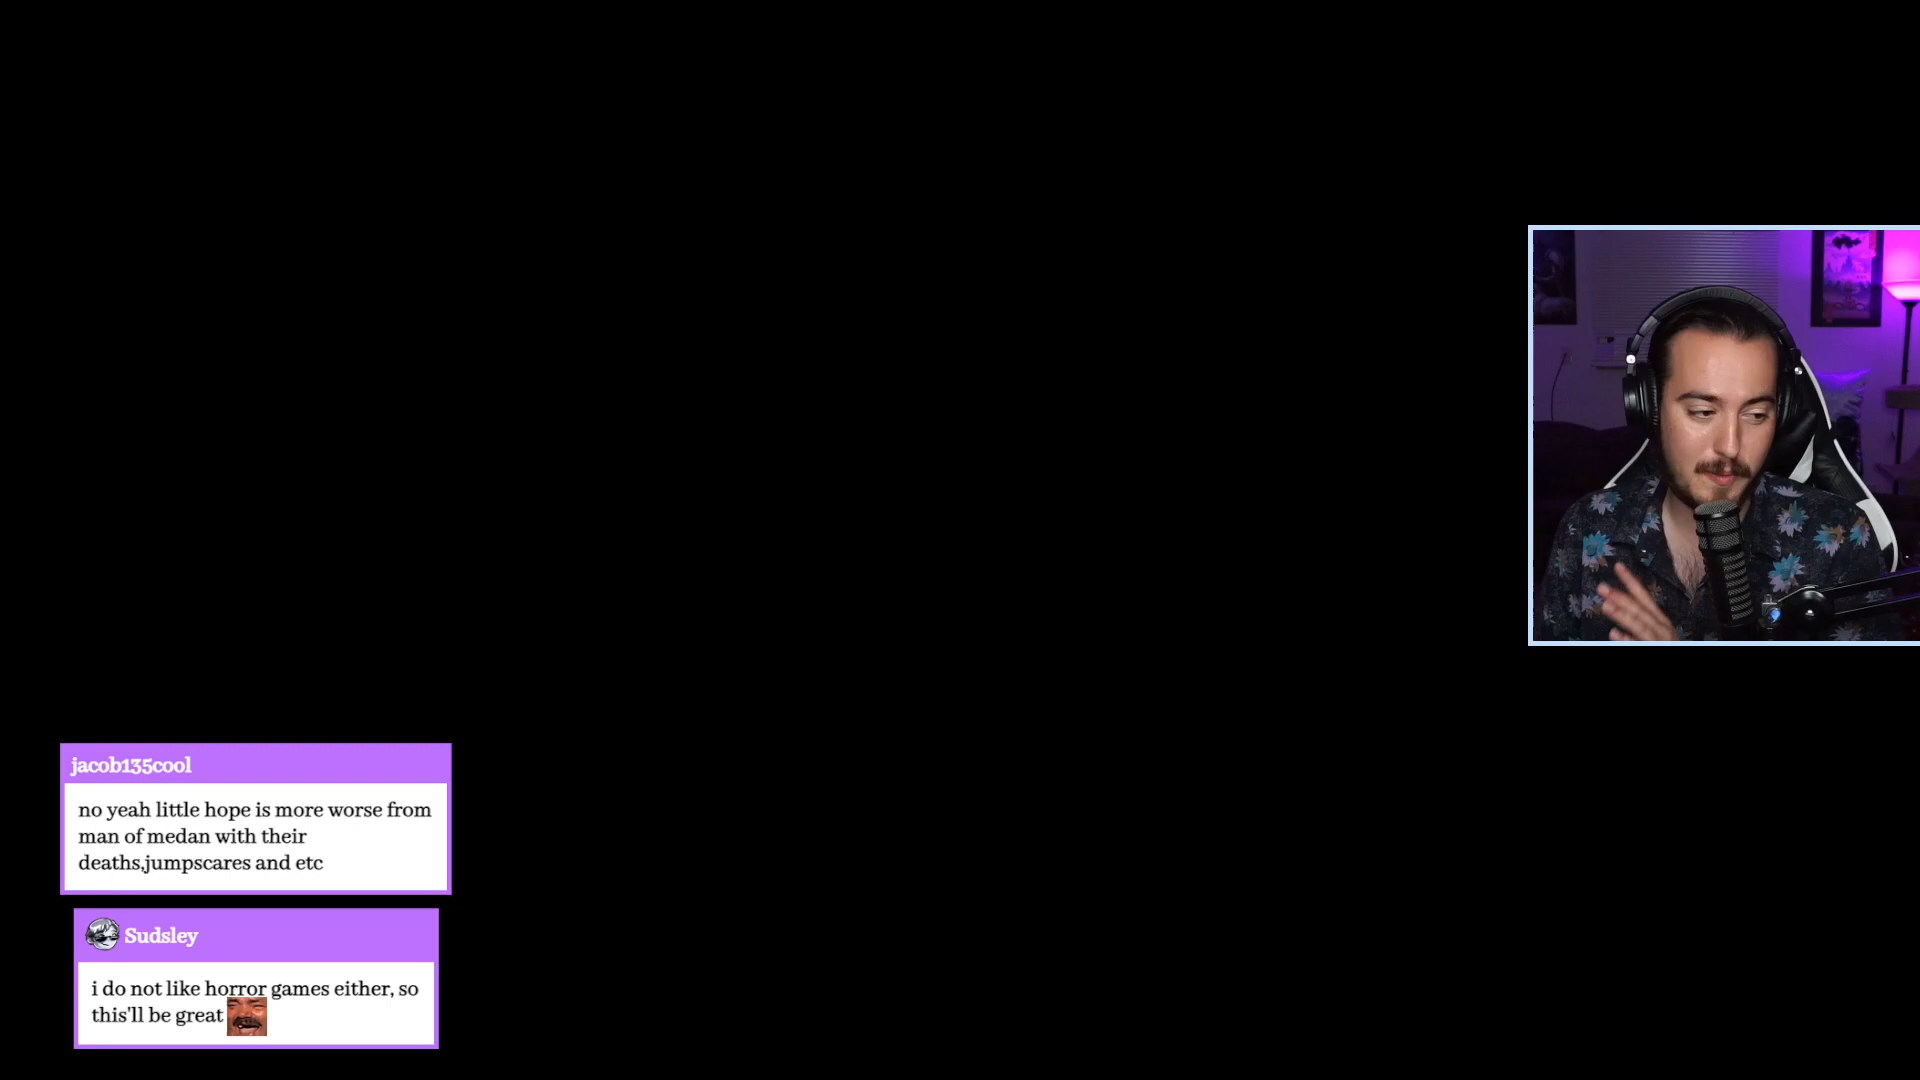 jacob135cool
no yeah little hope is more worse from
man of medan with their
deaths,jumpscares and etc
Sudsley
i do not like horror games either, so
this'll be great